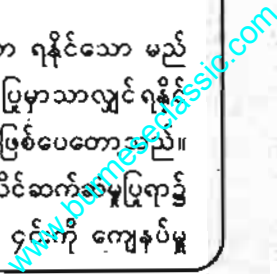 ရနိုင်သော မည်
ပြုမှာသာလျှင် ရနိုင်
ဖြစ်ပေတော့သည်။
ဆက်ဆံမှုပြုရာ၌
၄င်းကို ကျေနပ်မှု
www.burmeseclassic.com